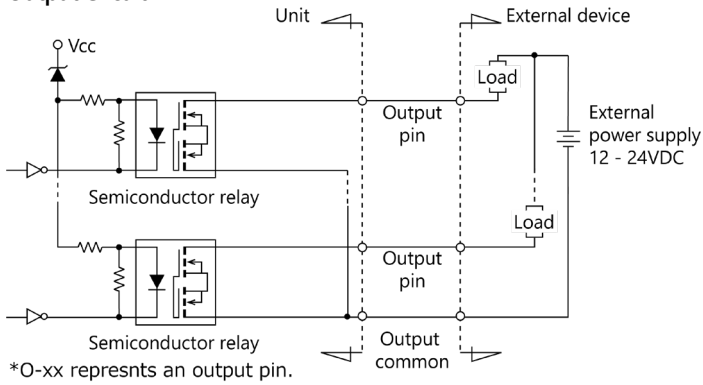 Unit
External device
Vcc
Load
Output
pin
External
power supply
12 - 24VDC
Semiconductor relay
Load
Output
pin
Semiconductor relay
Output
common
*O-xx represnts an output pin.